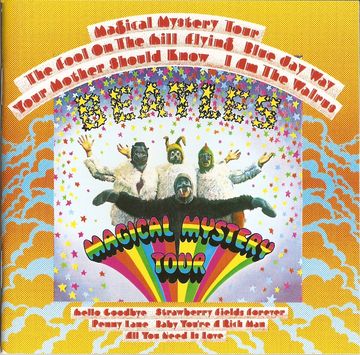 Magical Mystery Tour
The Fool On The Hill Flying Blue Jay Way
Your Mother Should Know I Am The Walrus
BEATLES
MAGICAL MYSTERY
TOUR
Hello Goodbye Strawberry Fields Forever
Penny Lane Baby You're A Rich Man
All You Need Is Love